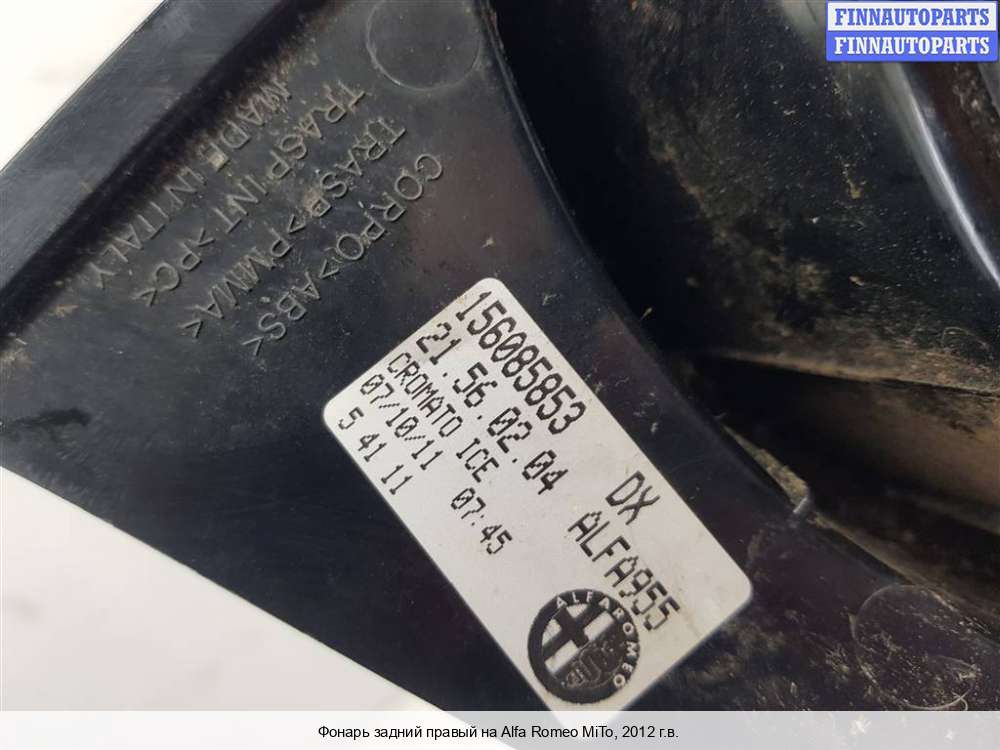 FINNAUTOPARTS
FINNAUTOPARTS
CORPO >ABS<
TRASP >PMMA<
TRASP INT >PC<
MADE IN ITALY
156085853 DX
21.56.02.04 ALFA955
CROMATO ICE
07/10/11 07:45
5 41 11
ALFA ROMEO
Фонарь задний правый на Alfa Romeo MiTo, 2012 г.в.